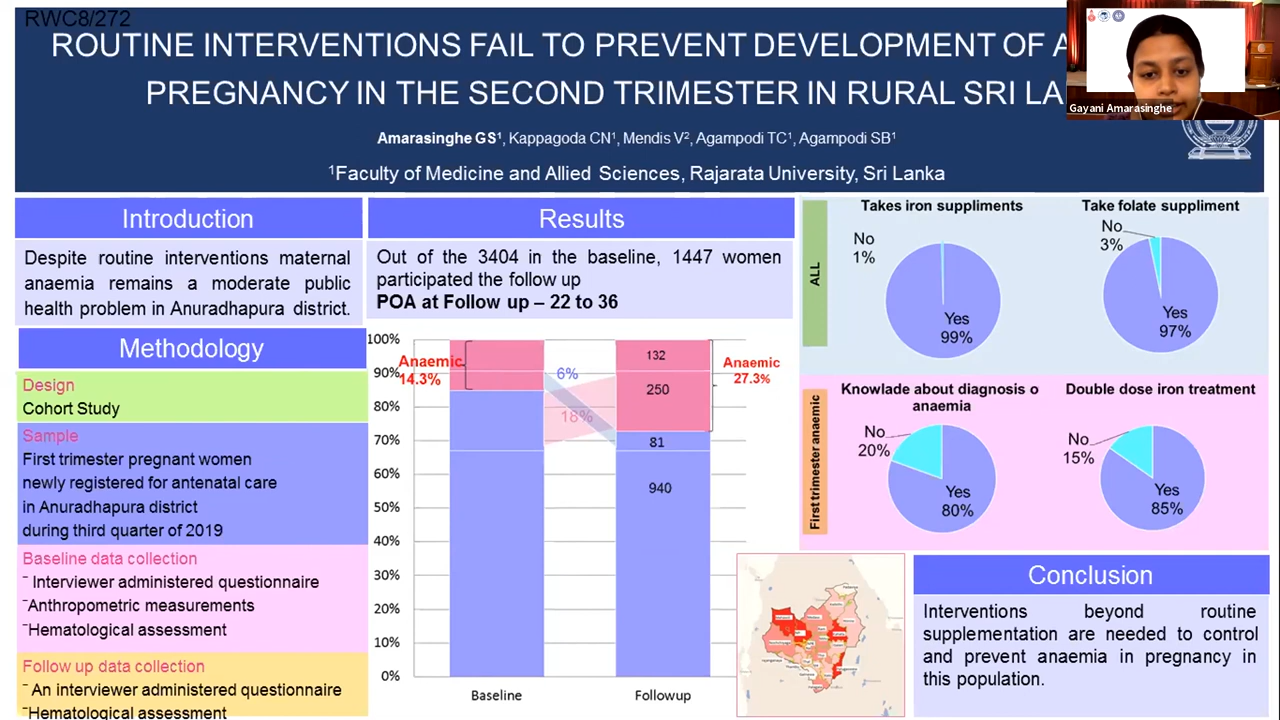 RWC8/272
ROUTINE INTERVENTIONS FAIL TO PREVENT DEVELOPMENT OF A
PREGNANCY IN THE SECOND TRIMESTER IN RURAL SRI LA
Amarasinghe GS¹, Kappagoda CN¹, Mendis V², Agampodi TC¹, Agampodi SB¹
¹Faculty of Medicine and Allied Sciences, Rajarata University, Sri Lanka
Gayani Amarasinghe
Introduction
Despite routine interventions maternal
anaemia remains a moderate public
health problem in Anuradhapura district.
Methodology
Design
Cohort Study
Sample
First trimester pregnant women
newly registered for antenatal care
in Anuradhapura district
during third quarter of 2019
Baseline data collection
¯ Interviewer administered questionnaire
¯Anthropometric measurements
¯Hematological assessment
Follow up data collection
¯ An interviewer administered questionnaire
¯Hematological assessment
Results
Out of the 3404 in the baseline, 1447 women
participated the follow up
POA at Follow up – 22 to 36
100%
90%
80%
70%
60%
50%
40%
30%
20%
10%
0%
Anaemic
14.3%
6%
18%
132
250
81
940
Anaemic
27.3%
Baseline
Followup
ALL
Takes iron suppliments
No
1%
Yes
99%
Take folate suppliment
No
3%
Yes
97%
First trimester anaemic
Knowlade about diagnosis o
anaemia
No
20%
Yes
80%
Double dose iron treatment
No
15%
Yes
85%
Conclusion
Interventions beyond routine
supplementation are needed to control
and prevent anaemia in pregnancy in
this population.